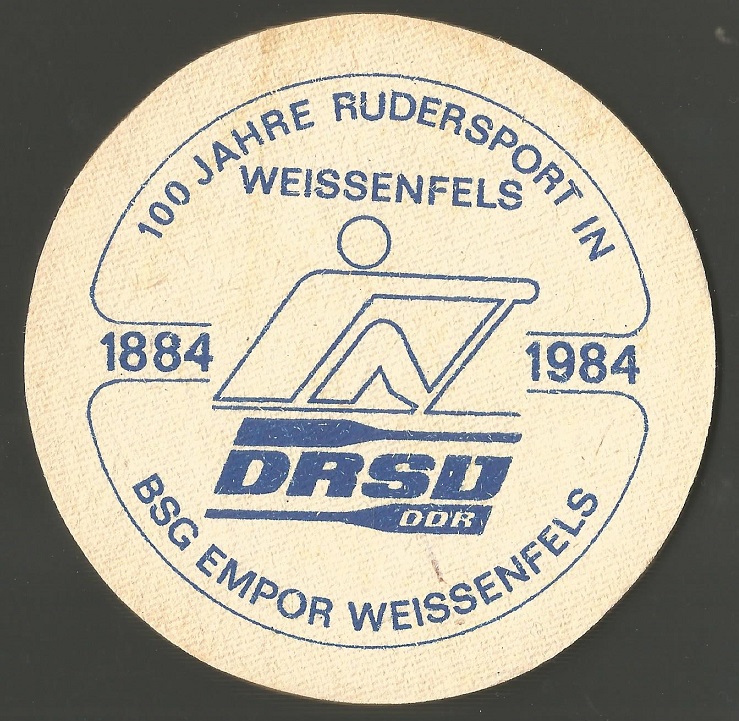 100 JAHRE RUDERSPORT IN
WEISSENFELS
1884 1984
DRSV
DDR
BSG EMPOR WEISSENFELS